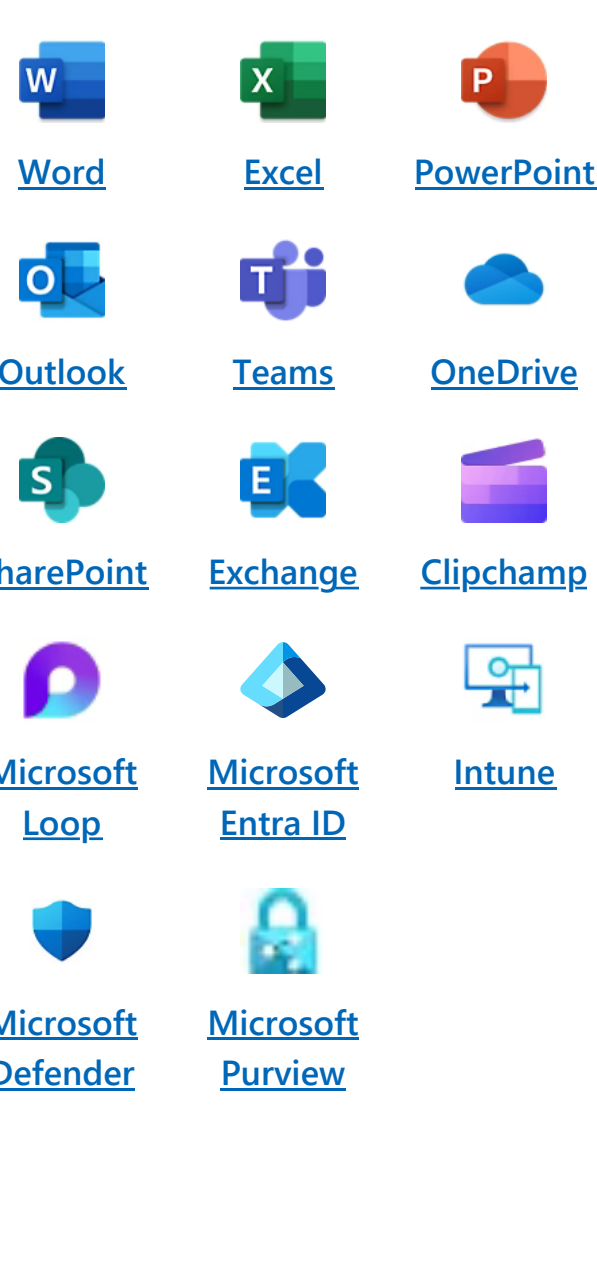 W X P
Word Excel PowerPoint
O T
Outlook Teams OneDrive
S E
harePoint Exchange Clipchamp
Microsoft Microsoft Intune
Loop Entra ID
Microsoft Microsoft
Defender Purview